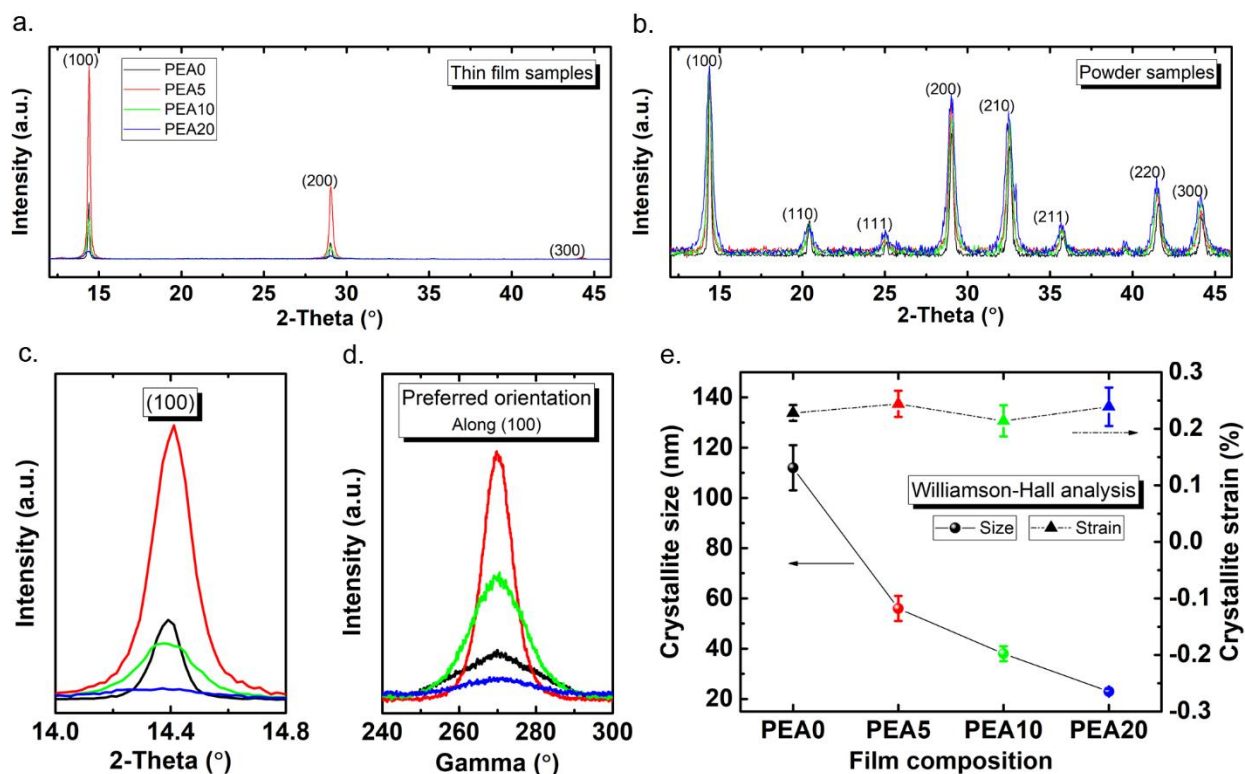 a.
(100)
PEA0
PEA5
PEA10
PEA20
Thin film samples
(200)
(300)
Intensity (a.u.)
15 20 25 30 35 40 45
2-Theta (°)
b.
(100)
Powder samples
(200)
(210)
(110)
(111)
(211)
(220)
(300)
Intensity (a.u.)
15 20 25 30 35 40 45
2-Theta (°)
c.
(100)
Intensity (a.u.)
14.0 14.4 14.8
2-Theta (°)
d.
Preferred orientation
Along (100)
Intensity (a.u.)
240 260 280 300
Gamma (°)
e.
140
120
100
80
60
40
20
Crystallite size (nm)
0.3
0.2
0.1
0.0
-0.1
-0.2
-0.3
Crystallite strain (%)
Williamson-Hall analysis
Size Strain
PEA0 PEA5 PEA10 PEA20
Film composition